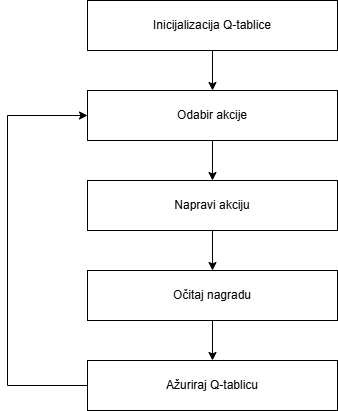 Inicijalizacija Q-tablice
Odabir akcije
Napravi akciju
Očitaj nagradu
Ažuriraj Q-tablicu